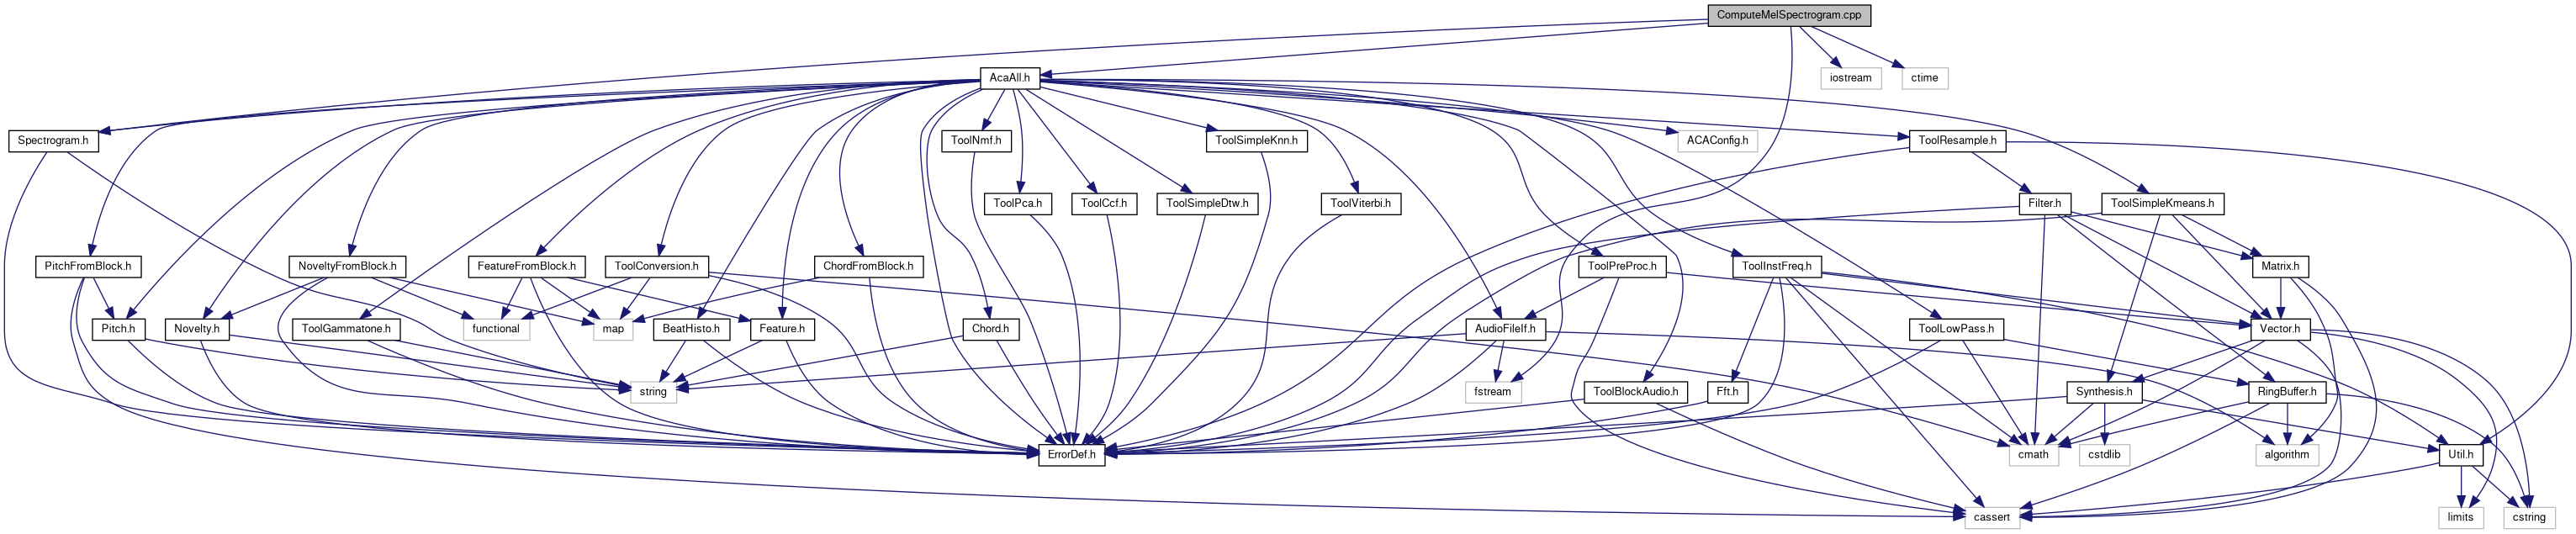 ComputeMelSpectrogram.cpp
AcaAll.h
iostream
ctime
Spectrogram.h
ToolNmf.h
ToolSimpleKnn.h
ACAConfig.h
ToolResample.h
ToolPca.h
ToolCcf.h
ToolSimpleDtw.h
ToolViterbi.h
Filter.h
ToolSimpleKmeans.h
PitchFromBlock.h
NoveltyFromBlock.h
FeatureFromBlock.h
ToolConversion.h
ChordFromBlock.h
ToolPreProc.h
ToolInstFreq.h
Matrix.h
Pitch.h
Novelty.h
ToolGammatone.h
functional
map
BeatHisto.h
Feature.h
Chord.h
AudioFileIf.h
ToolLowPass.h
Vector.h
string
fstream
ToolBlockAudio.h
Fft.h
Synthesis.h
RingBuffer.h
ErrorDef.h
cmath
cstdlib
algorithm
Util.h
cassert
limits
cstring